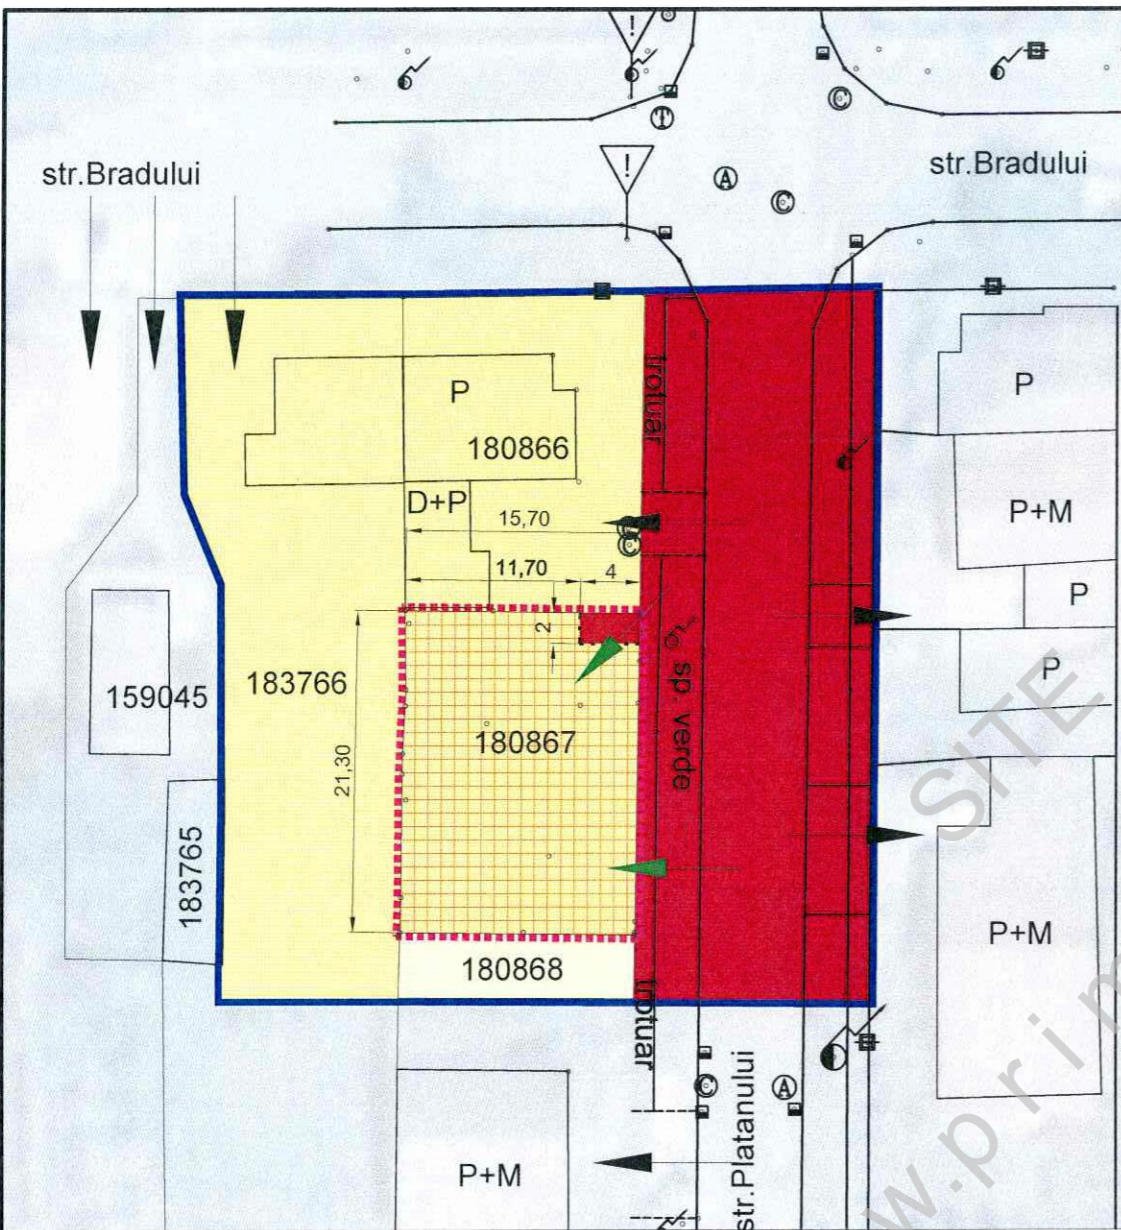 !
T
C
str.Bradului
str.Bradului
!
A
C
trotuar
P
P
180866
D+P
15,70
P+M
C
C
11,70
4
2
P
sp. verde
P
159045
183766
180867
21,30
SITE
183765
P+M
180868
trotuar
C
A
str.Platanului
P+M
w.prim